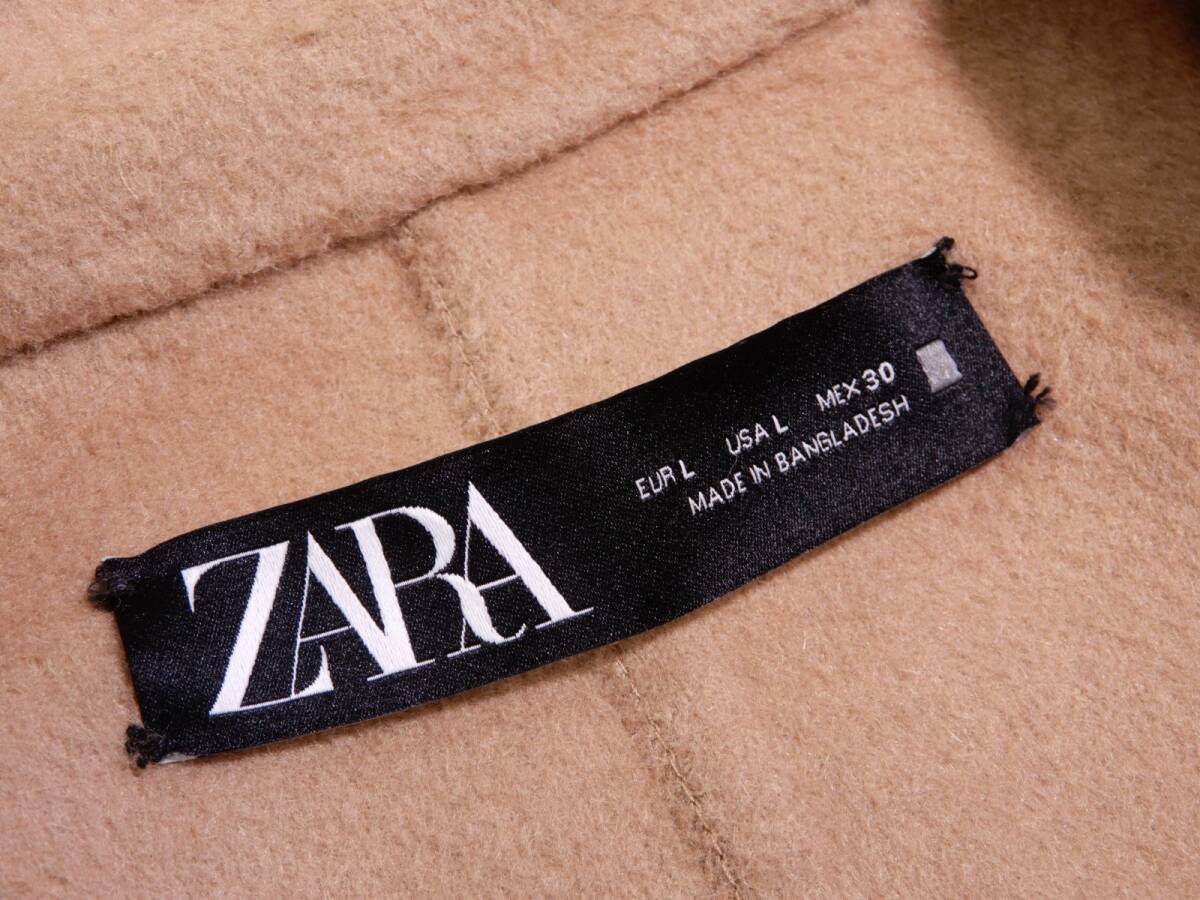 ZARA
EUR L USA L MEX 30
MADE IN BANGLADESH